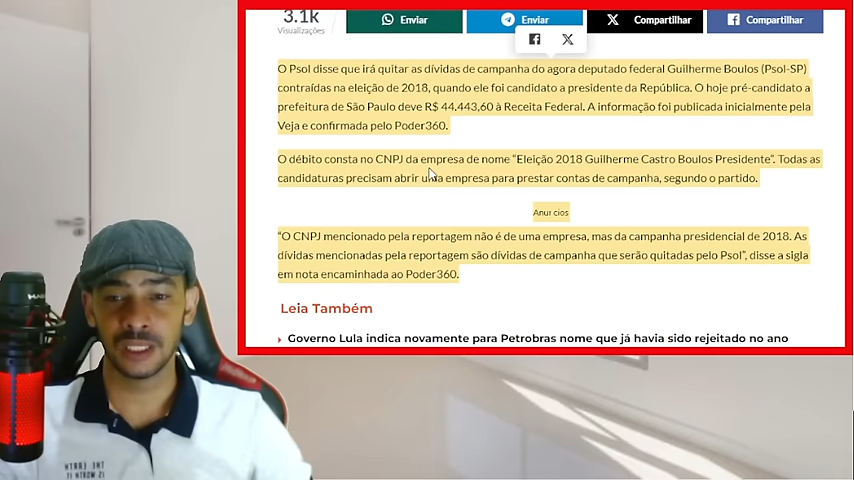 3.1k
Visualizações
Enviar
Enviar
Compartilhar
Compartilhar
O Psol disse que irá quitar as dívidas de campanha do agora deputado federal Guilherme Boulos (Psol-SP)
contraídas na eleição de 2018, quando ele foi candidato a presidente da República. O hoje pré-candidato a
prefeitura de São Paulo deve R$ 44.443,60 à Receita Federal. A informação foi publicada inicialmente pela
Veja e confirmada pelo Poder360.
O débito consta no CNPJ da empresa de nome “Eleição 2018 Guilherme Castro Boulos Presidente”. Todas as
candidaturas precisam abrir uma empresa para prestar contas de campanha, segundo o partido.
Anuncios
“O CNPJ mencionado pela reportagem não é de uma empresa, mas da campanha presidencial de 2018. As
dívidas mencionadas pela reportagem são dívidas de campanha que serão quitadas pelo Psol”, disse a sigla
em nota encaminhada ao Poder360.
Leia Também
Governo Lula indica novamente para Petrobras nome que já havia sido rejeitado no ano